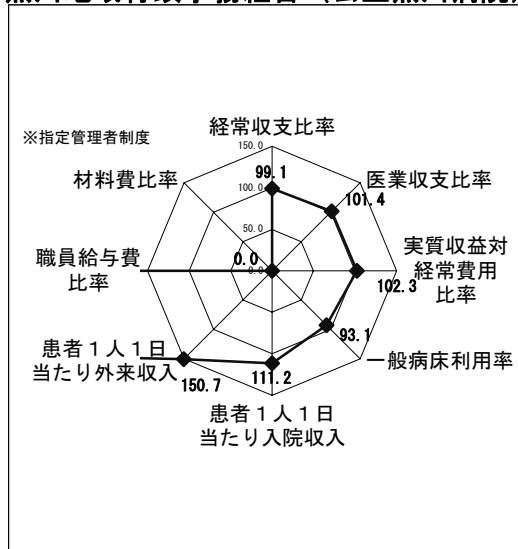 ※指定管理者制度
経常収支比率
150.0
99.1
100.0
50.0
0.0
0.0
医業収支比率
101.4
実質収益対
経常費用
比率
102.3
93.1
一般病床利用率
111.2
患者１人１日
当たり入院収入
患者１人１日
当たり外来収入
150.7
職員給与費
比率
材料費比率